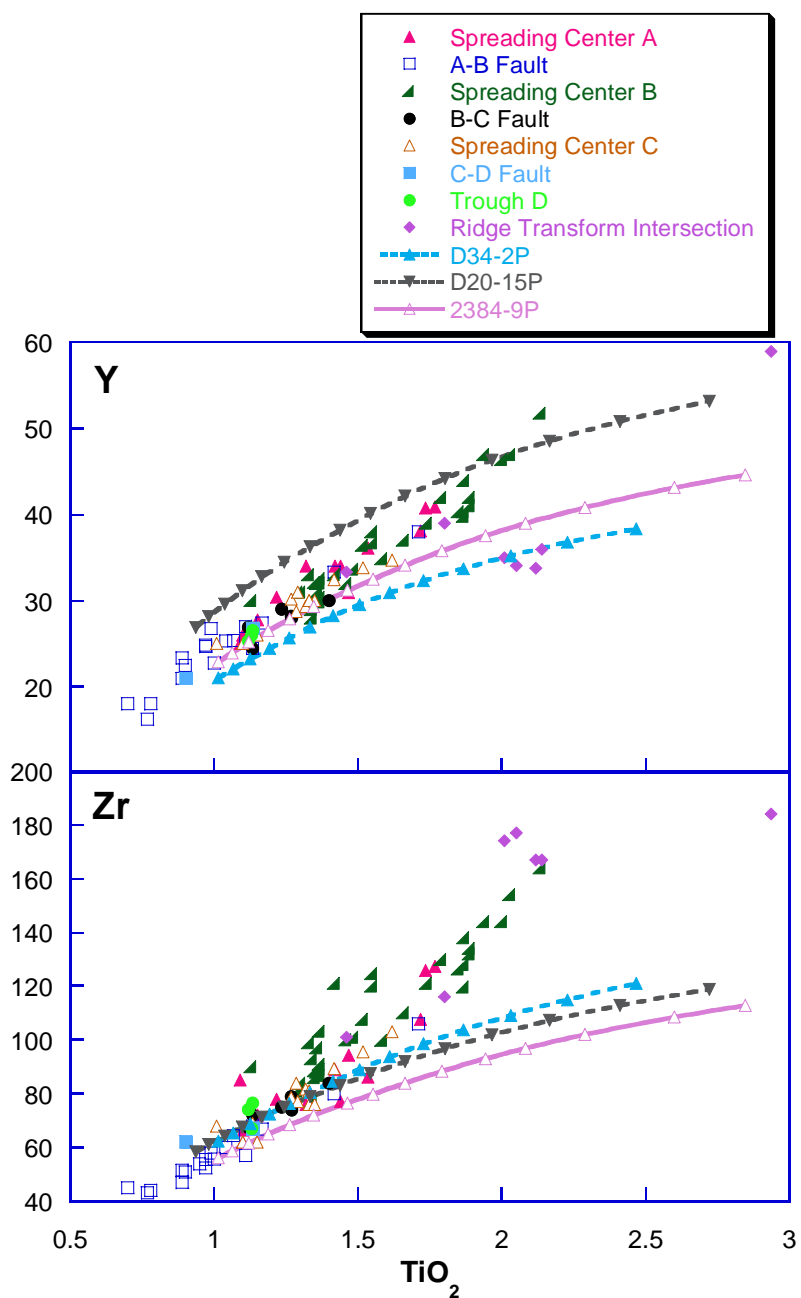 Spreading Center A
A-B Fault
Spreading Center B
B-C Fault
Spreading Center C
C-D Fault
Trough D
Ridge Transform Intersection
D34-2P
D20-15P
2384-9P
60
Y
50
40
30
20
200
Zr
180
160
140
120
100
80
60
40
0.5 1 1.5 2 2.5 3
TiO₂